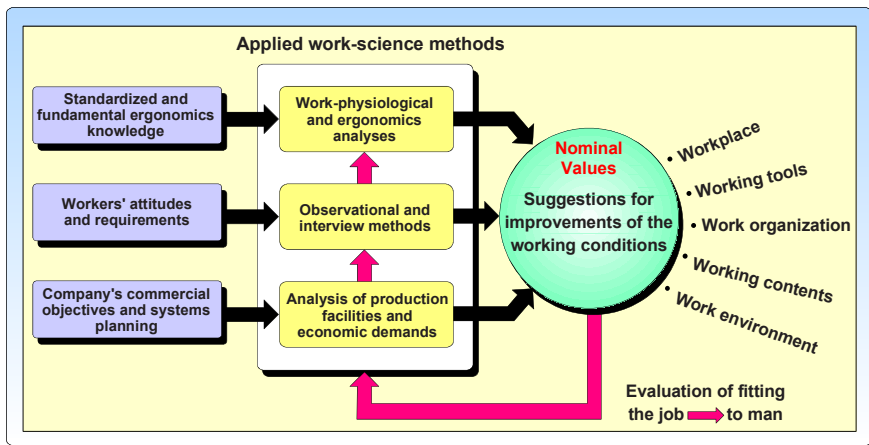 Applied work-science methods
Standardized and
fundamental ergonomics
knowledge
Work-physiological
and ergonomics
analyses
Workers' attitudes
and requirements
Observational and
interview methods
Company's commercial
objectives and systems
planning
Analysis of production
facilities and
economic demands
Nominal
Values
Suggestions for
improvements of the
working conditions
• Workplace
• Working tools
• Work organization
• Working contents
• Work environment
Evaluation of fitting
the job to man